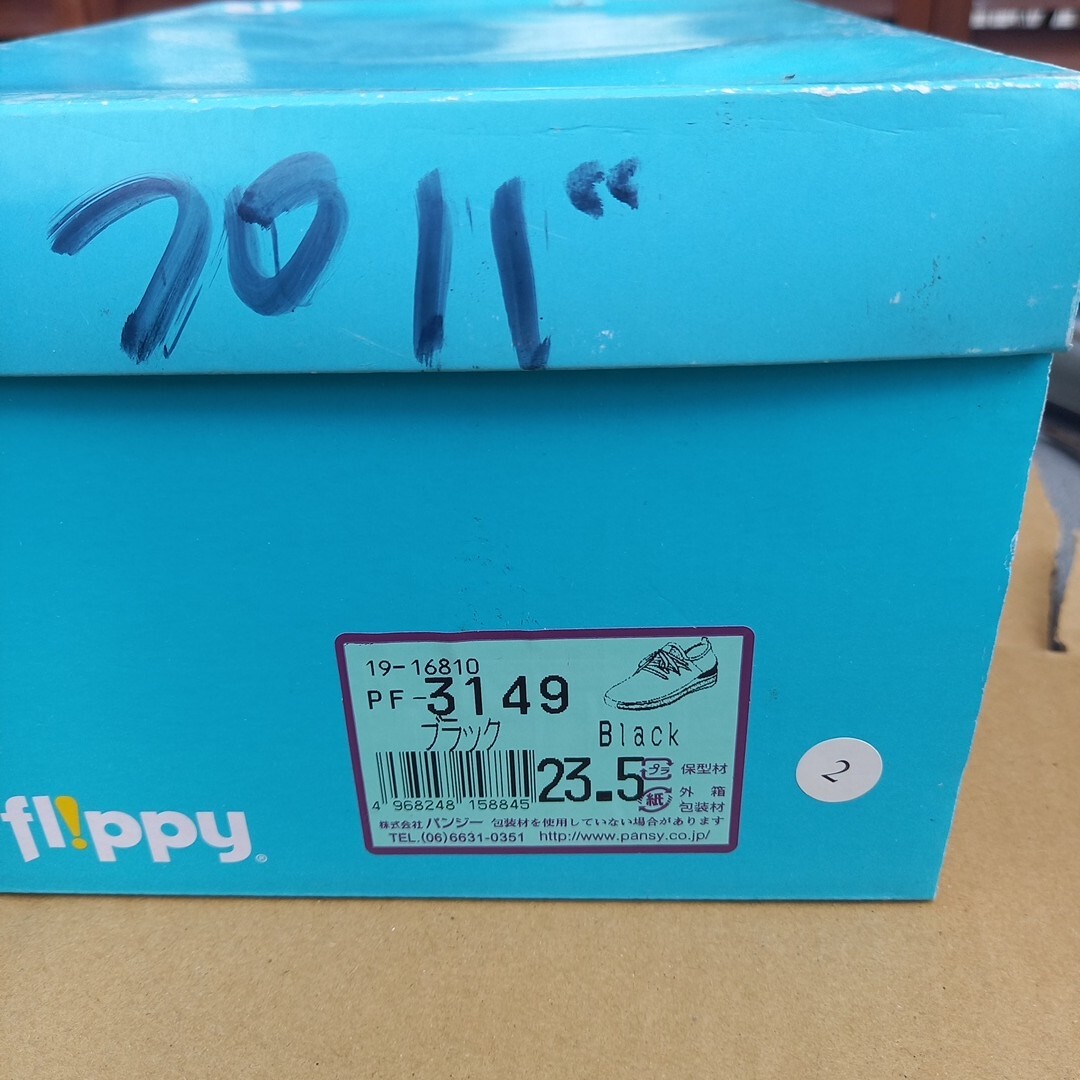 19-16810
PF-3149
ブラック Black
23.5
プラ 保型材
紙 外箱
包装材
4 968248 158845
株式会社 パンジー 包装材を使用していない場合があります
TEL.(06)6631-0351 http://www.pansy.co.jp/
2
fl!ppy®